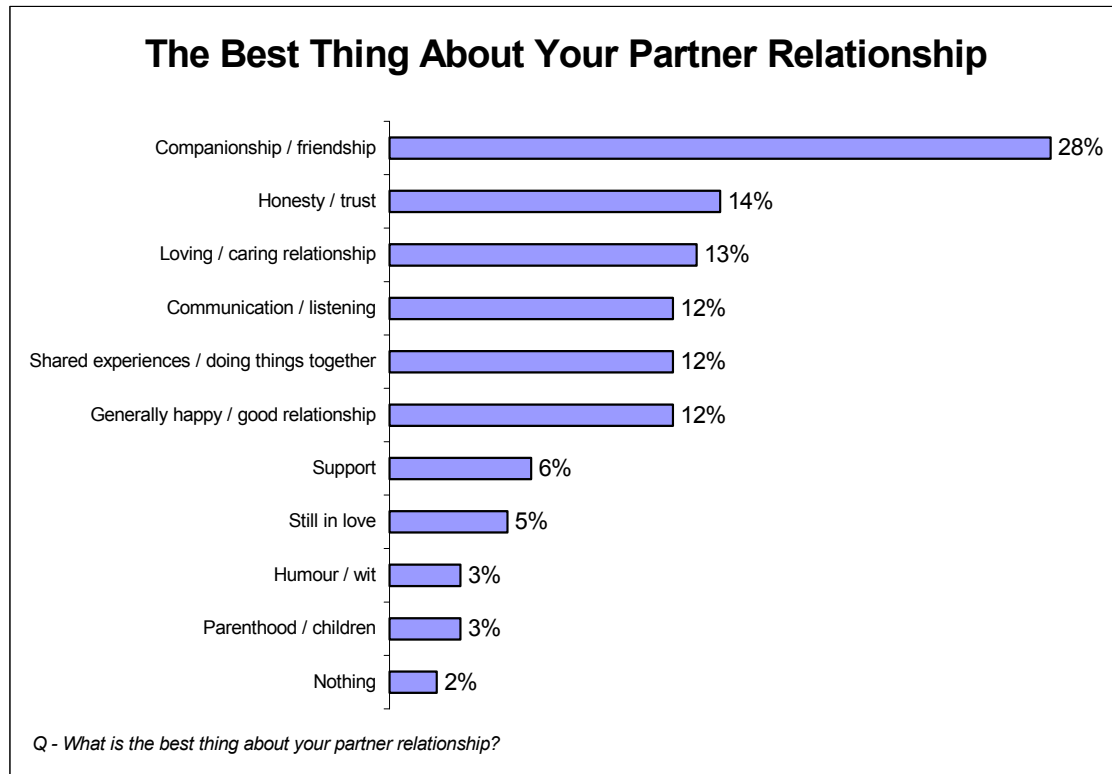 The Best Thing About Your Partner Relationship
Companionship / friendship 28%
Honesty / trust 14%
Loving / caring relationship 13%
Communication / listening 12%
Shared experiences / doing things together 12%
Generally happy / good relationship 12%
Support 6%
Still in love 5%
Humour / wit 3%
Parenthood / children 3%
Nothing 2%
Q - What is the best thing about your partner relationship?